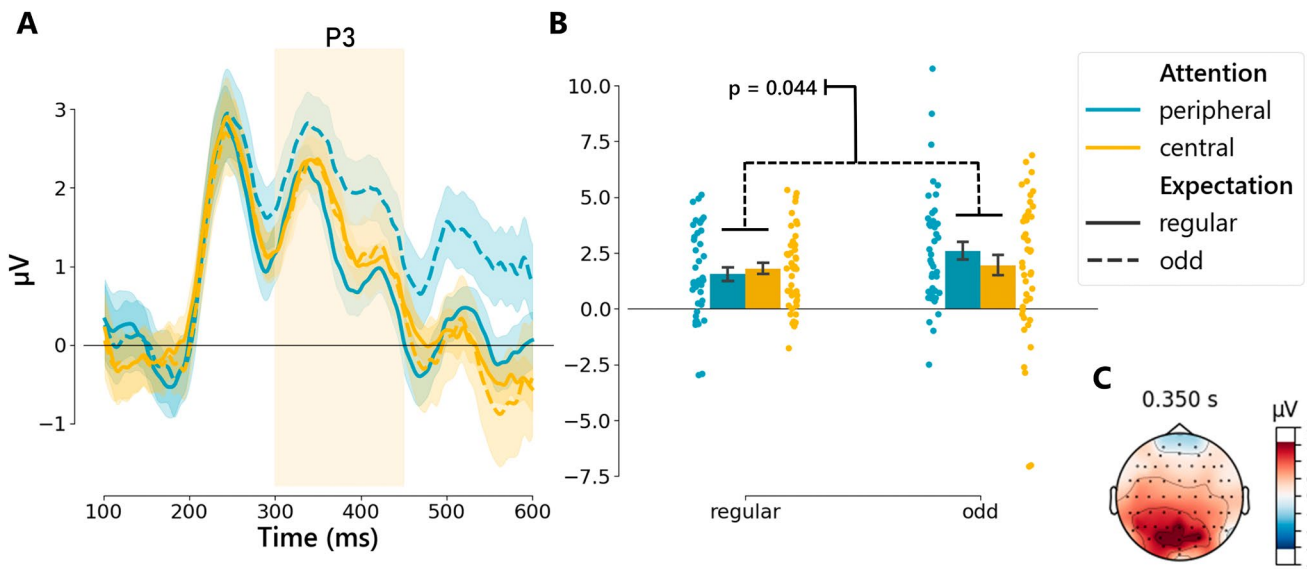 A
P3
μV
3
2
1
0
−1
100 200 300 400 500 600
Time (ms)
B
p = 0.044
10.0
7.5
5.0
2.5
0.0
−2.5
−5.0
−7.5
regular odd
Attention
peripheral
central
Expectation
regular
odd
C
0.350 s
μV